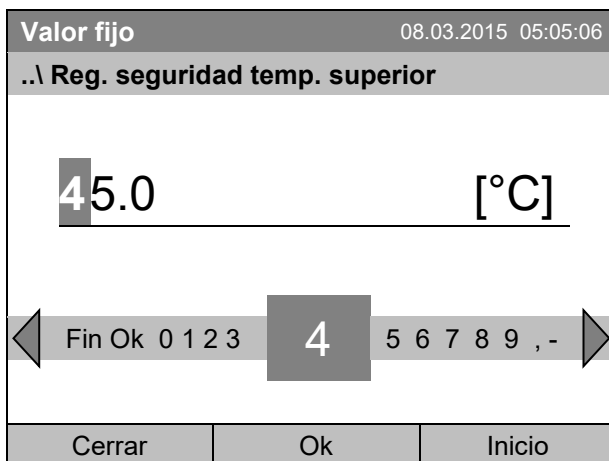 Valor fijo 08.03.2015 05:05:06
..\ Reg. seguridad temp. superior
45.0 [°C]
Fin Ok 0 1 2 3 4 5 6 7 8 9 , -
Cerrar Ok Inicio